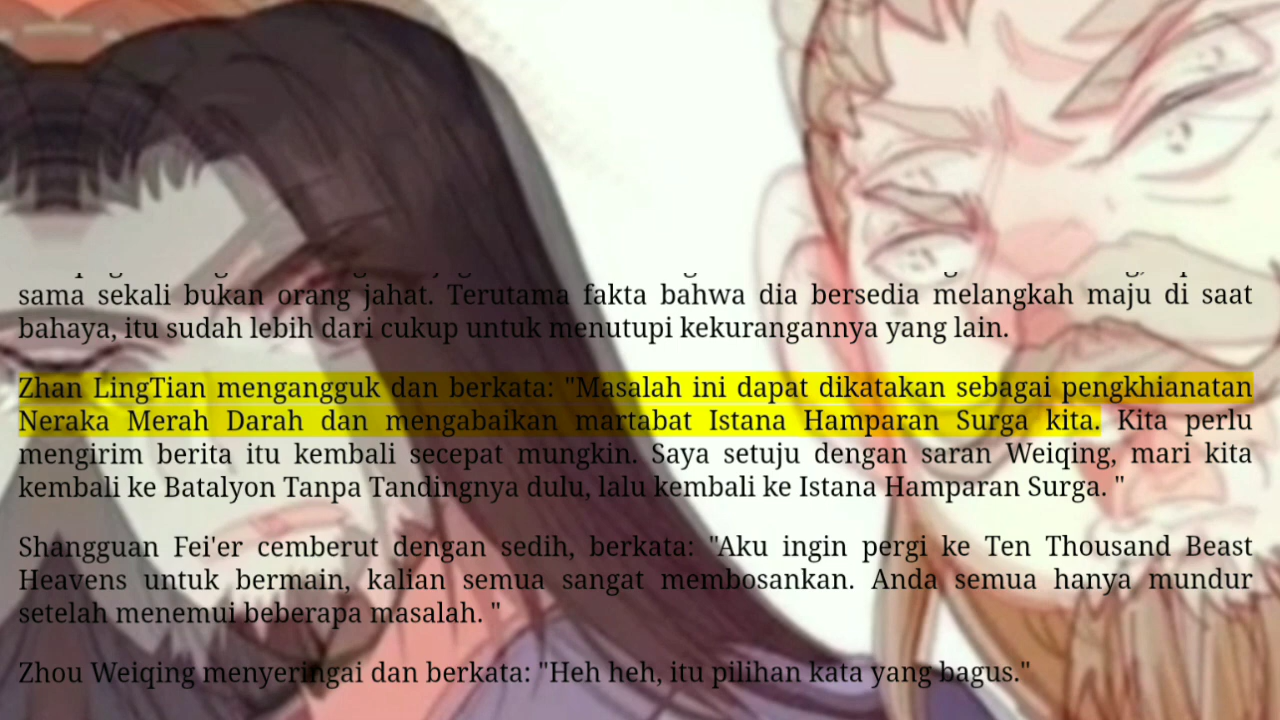 sama sekali bukan orang jahat. Terutama fakta bahwa dia bersedia melangkah maju di saat
bahaya, itu sudah lebih dari cukup untuk menutupi kekurangannya yang lain.
Zhan LingTian mengangguk dan berkata: "Masalah ini dapat dikatakan sebagai pengkhianatan
Neraka Merah Darah dan mengabaikan martabat Istana Hamparan Surga kita. Kita perlu
mengirim berita itu kembali secepat mungkin. Saya setuju dengan saran Weiqing, mari kita
kembali ke Batalyon Tanpa Tandingnya dulu, lalu kembali ke Istana Hamparan Surga. "
Shangguan Fei'er cemberut dengan sedih, berkata: "Aku ingin pergi ke Ten Thousand Beast
Heavens untuk bermain, kalian semua sangat membosankan. Anda semua hanya mundur
setelah menemui beberapa masalah. "
Zhou Weiqing menyeringai dan berkata: "Heh heh, itu pilihan kata yang bagus."